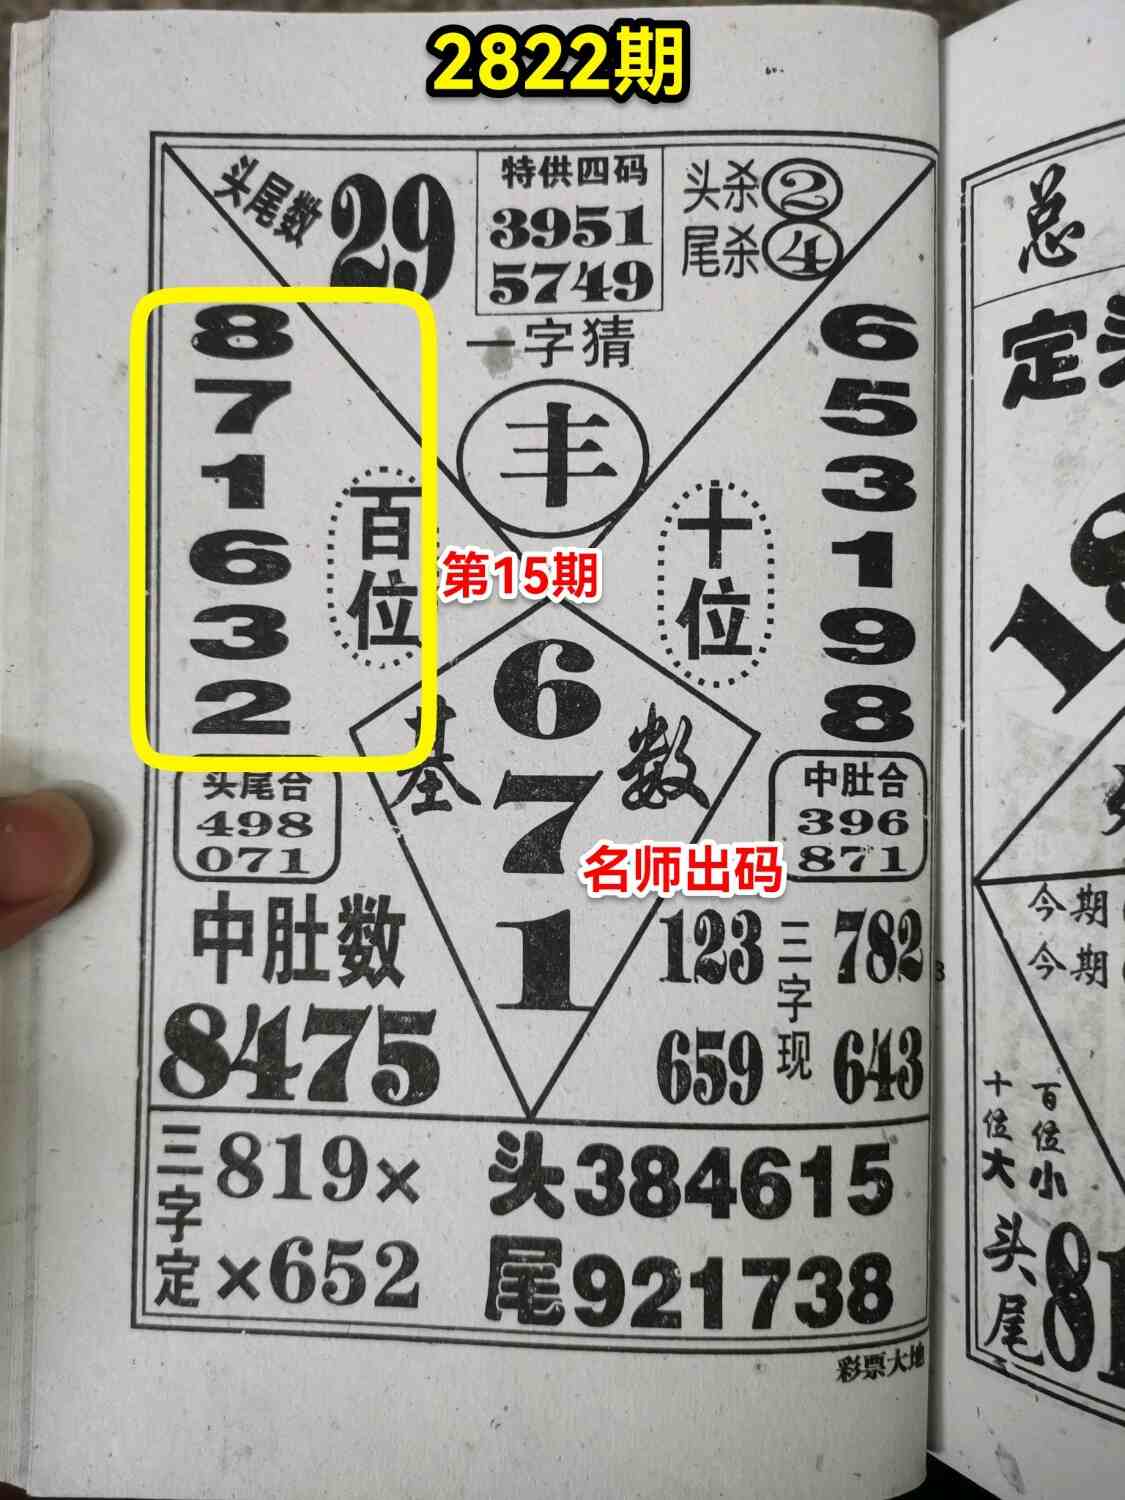 2822期
头尾数
29
特供四码
3951
5749
头杀②
尾杀④
一字猜
丰
8
7
1
6
3
2
百位
第15期
十位
6
5
3
1
9
8
基数
6
7
1
头尾合
498
071
中肚合
396
871
名师出码
中肚数
8475
三字现
123
782
659
643
三字定
819×
×652
头384615
尾921738
彩票大地
总
定
今期
今期
十位大
百位小
头尾